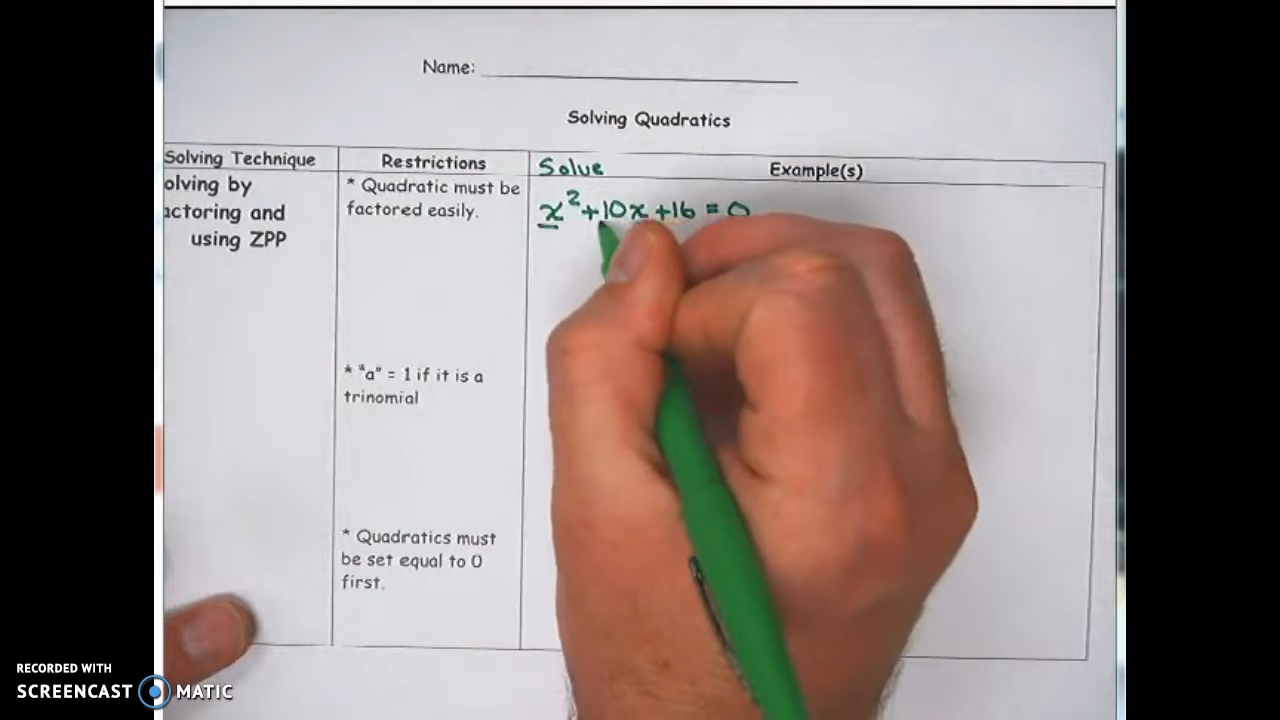 Name:
Solving Quadratics
Solving Technique
Restrictions
Solve
Example(s)
olving by
actoring and
using ZPP
* Quadratic must be
factored easily.
x²+10x+16=0
* "a" = 1 if it is a
trinomial
* Quadratics must
be set equal to 0
first.
RECORDED WITH
SCREENCAST MATIC